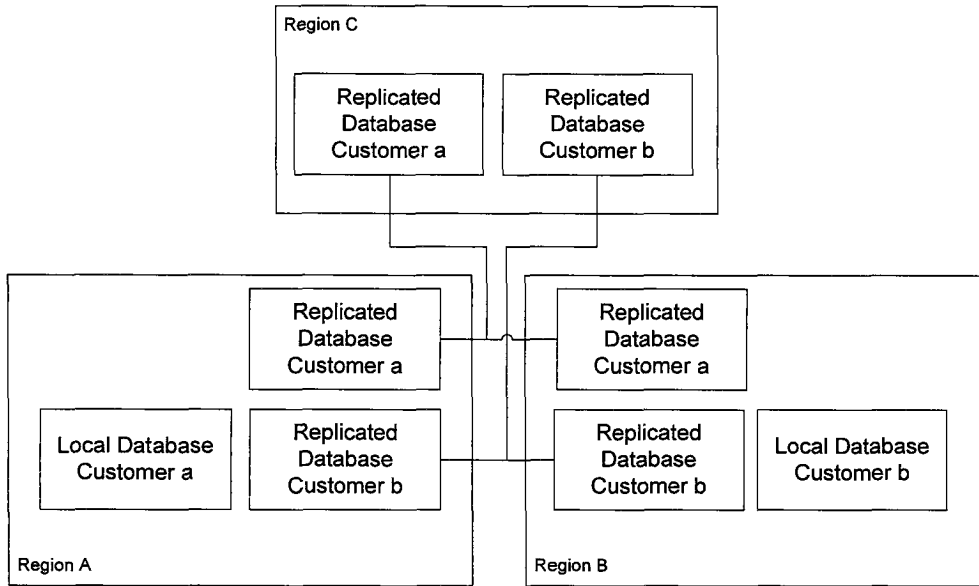 Region C
Replicated
Database
Customer a
Replicated
Database
Customer b
Replicated
Database
Customer a
Replicated
Database
Customer a
Local Database
Customer a
Replicated
Database
Customer b
Replicated
Database
Customer b
Local Database
Customer b
Region A
Region B